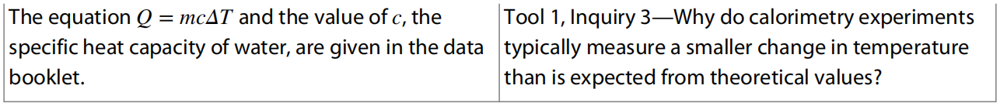 The equation Q = mcΔT and the value of c, the
specific heat capacity of water, are given in the data
booklet.
Tool 1, Inquiry 3—Why do calorimetry experiments
typically measure a smaller change in temperature
than is expected from theoretical values?